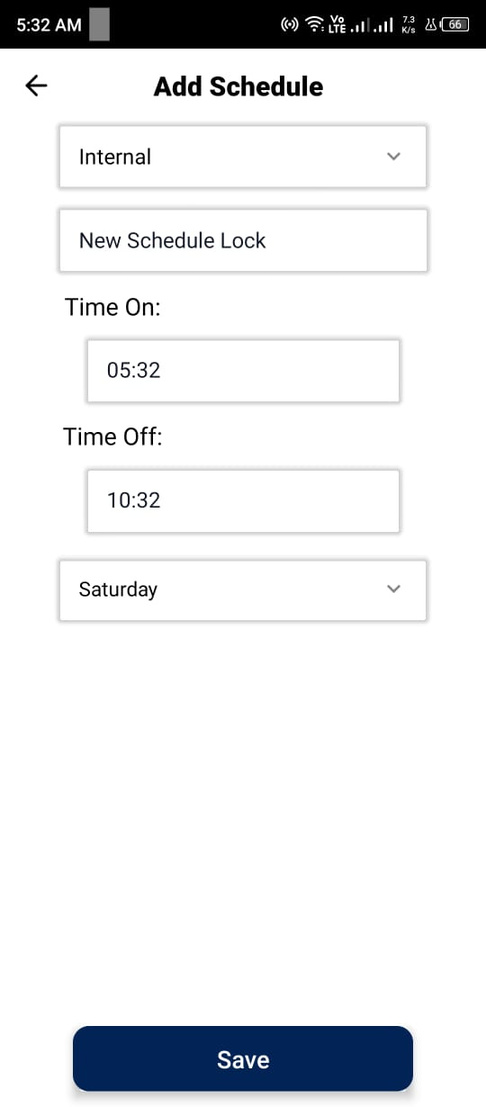 5:32 AM Vo LTE 7.3 K/s 66
Add Schedule
Internal
New Schedule Lock
Time On:
05:32
Time Off:
10:32
Saturday
Save